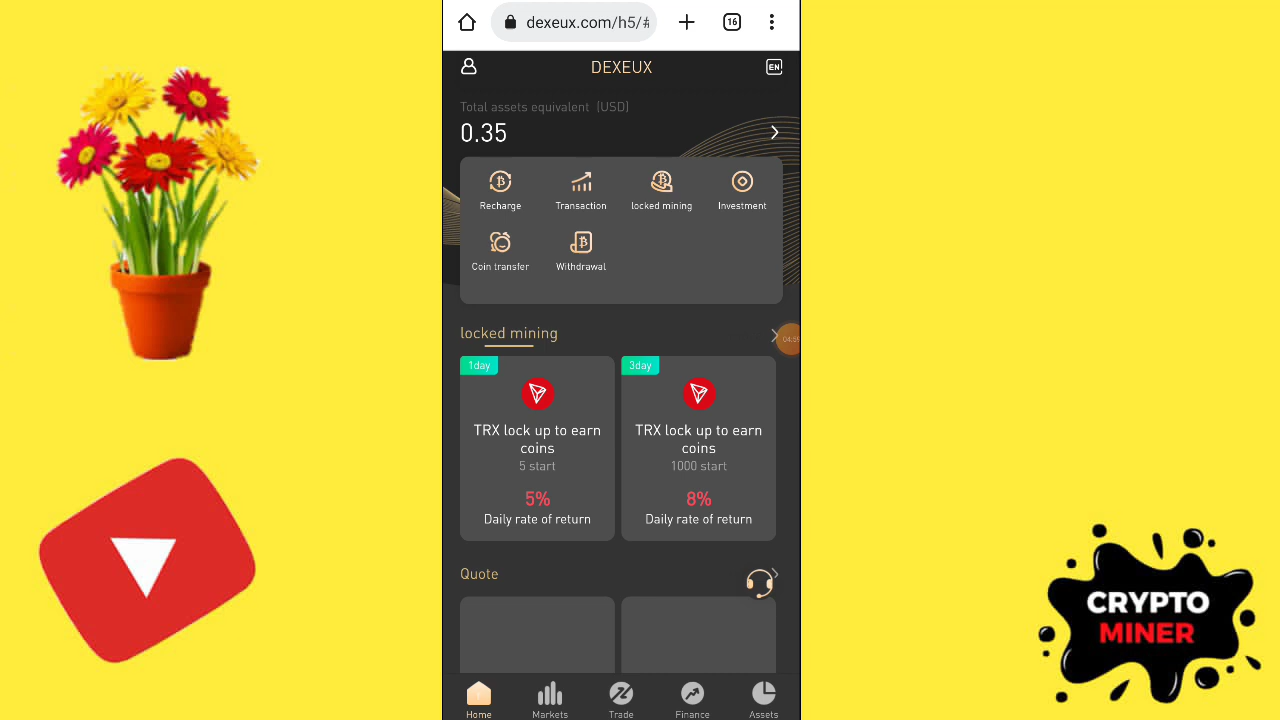 dexeux.com/h5/#
16
DEXEUX
EN
Total assets equivalent (USD)
0.35
Recharge
Transaction
locked mining
Investment
Coin transfer
Withdrawal
locked mining
04:59
1day
TRX lock up to earn
coins
5 start
5%
Daily rate of return
3day
TRX lock up to earn
coins
1000 start
8%
Daily rate of return
Quote
Home
Markets
Trade
Finance
Assets
CRYPTO
MINER